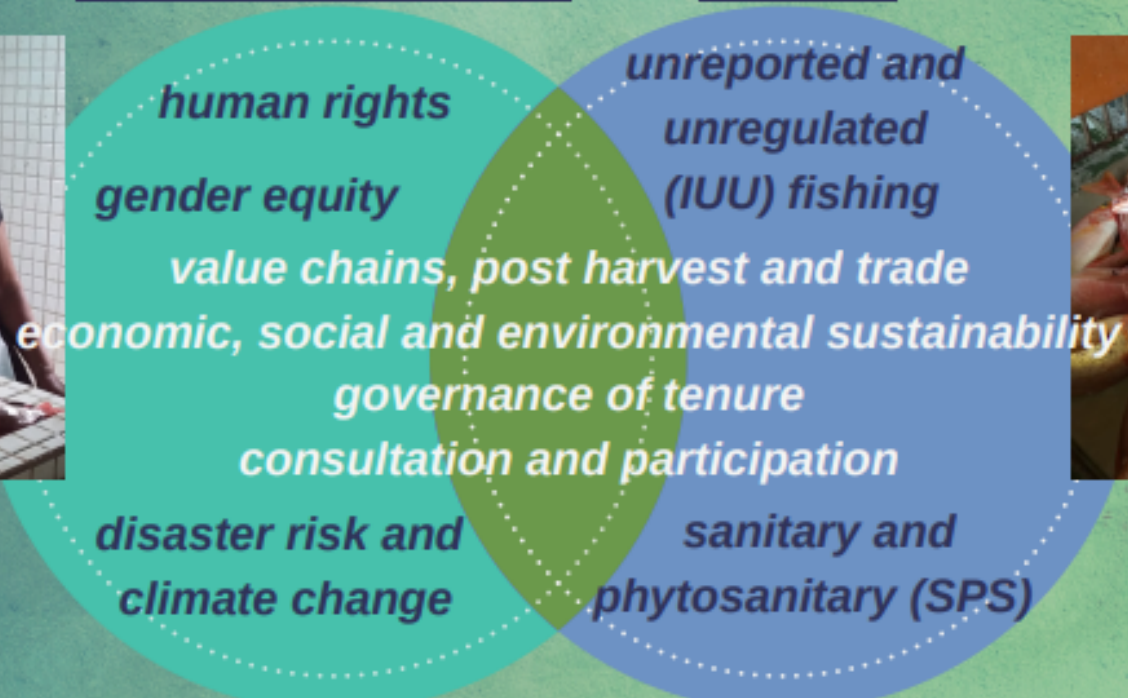 human rights
gender equity
unreported and
unregulated
(IUU) fishing
value chains, post harvest and trade
economic, social and environmental sustainability
governance of tenure
consultation and participation
disaster risk and
climate change
sanitary and
phytosanitary (SPS)